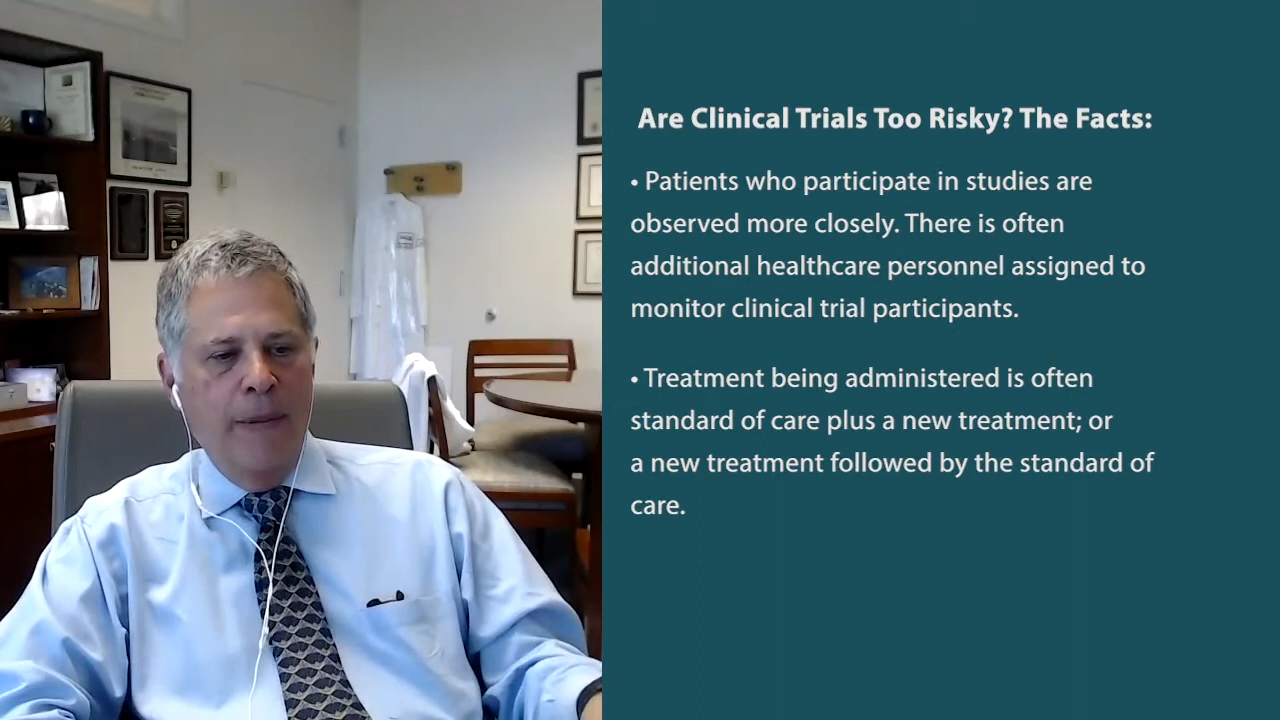 Are Clinical Trials Too Risky? The Facts:
• Patients who participate in studies are
observed more closely. There is often
additional healthcare personnel assigned to
monitor clinical trial participants.
• Treatment being administered is often
standard of care plus a new treatment; or
a new treatment followed by the standard of
care.